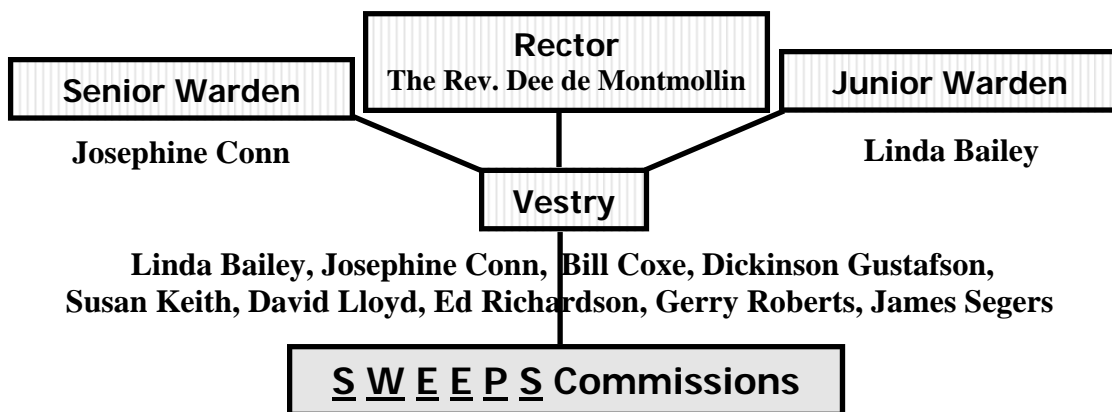 Rector
The Rev. Dee de Montmollin
Senior Warden
Junior Warden
Josephine Conn
Linda Bailey
Vestry
Linda Bailey, Josephine Conn, Bill Coxe, Dickinson Gustafson,
Susan Keith, David Lloyd, Ed Richardson, Gerry Roberts, James Segers
S W E E P S Commissions